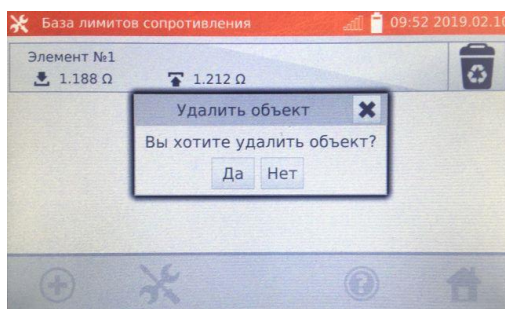 База лимитов сопротивления 09:52 2019.02.10
Элемент №1
1.188 Ω 1.212 Ω
Удалить объект
Вы хотите удалить объект?
Да Нет